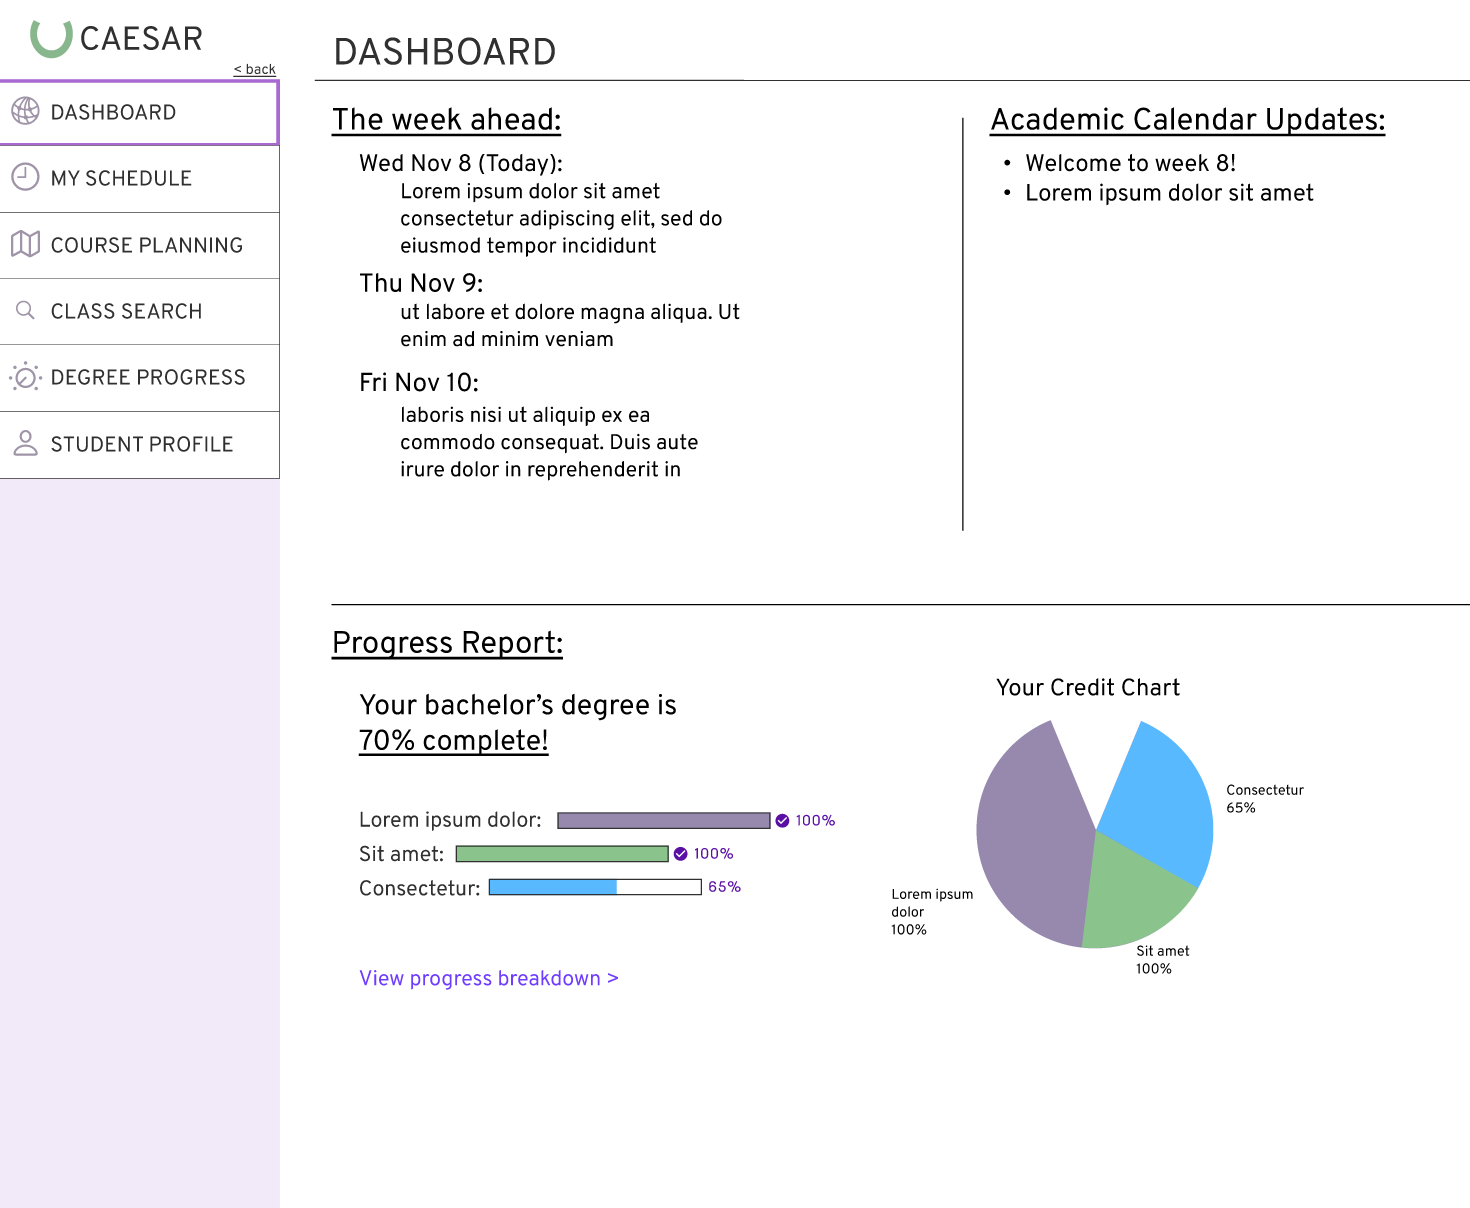 CAESAR
< back
DASHBOARD
MY SCHEDULE
COURSE PLANNING
CLASS SEARCH
DEGREE PROGRESS
STUDENT PROFILE
DASHBOARD
The week ahead:
Wed Nov 8 (Today):
Lorem ipsum dolor sit amet
consectetur adipiscing elit, sed do
eiusmod tempor incididunt
Thu Nov 9:
ut labore et dolore magna aliqua. Ut
enim ad minim veniam
Fri Nov 10:
laboris nisi ut aliquip ex ea
commodo consequat. Duis aute
irure dolor in reprehenderit in
Academic Calendar Updates:
• Welcome to week 8!
• Lorem ipsum dolor sit amet
Progress Report:
Your bachelor’s degree is
70% complete!
Lorem ipsum dolor: 100%
Sit amet: 100%
Consectetur: 65%
View progress breakdown >
Your Credit Chart
Consectetur
65%
Lorem ipsum
dolor
100%
Sit amet
100%